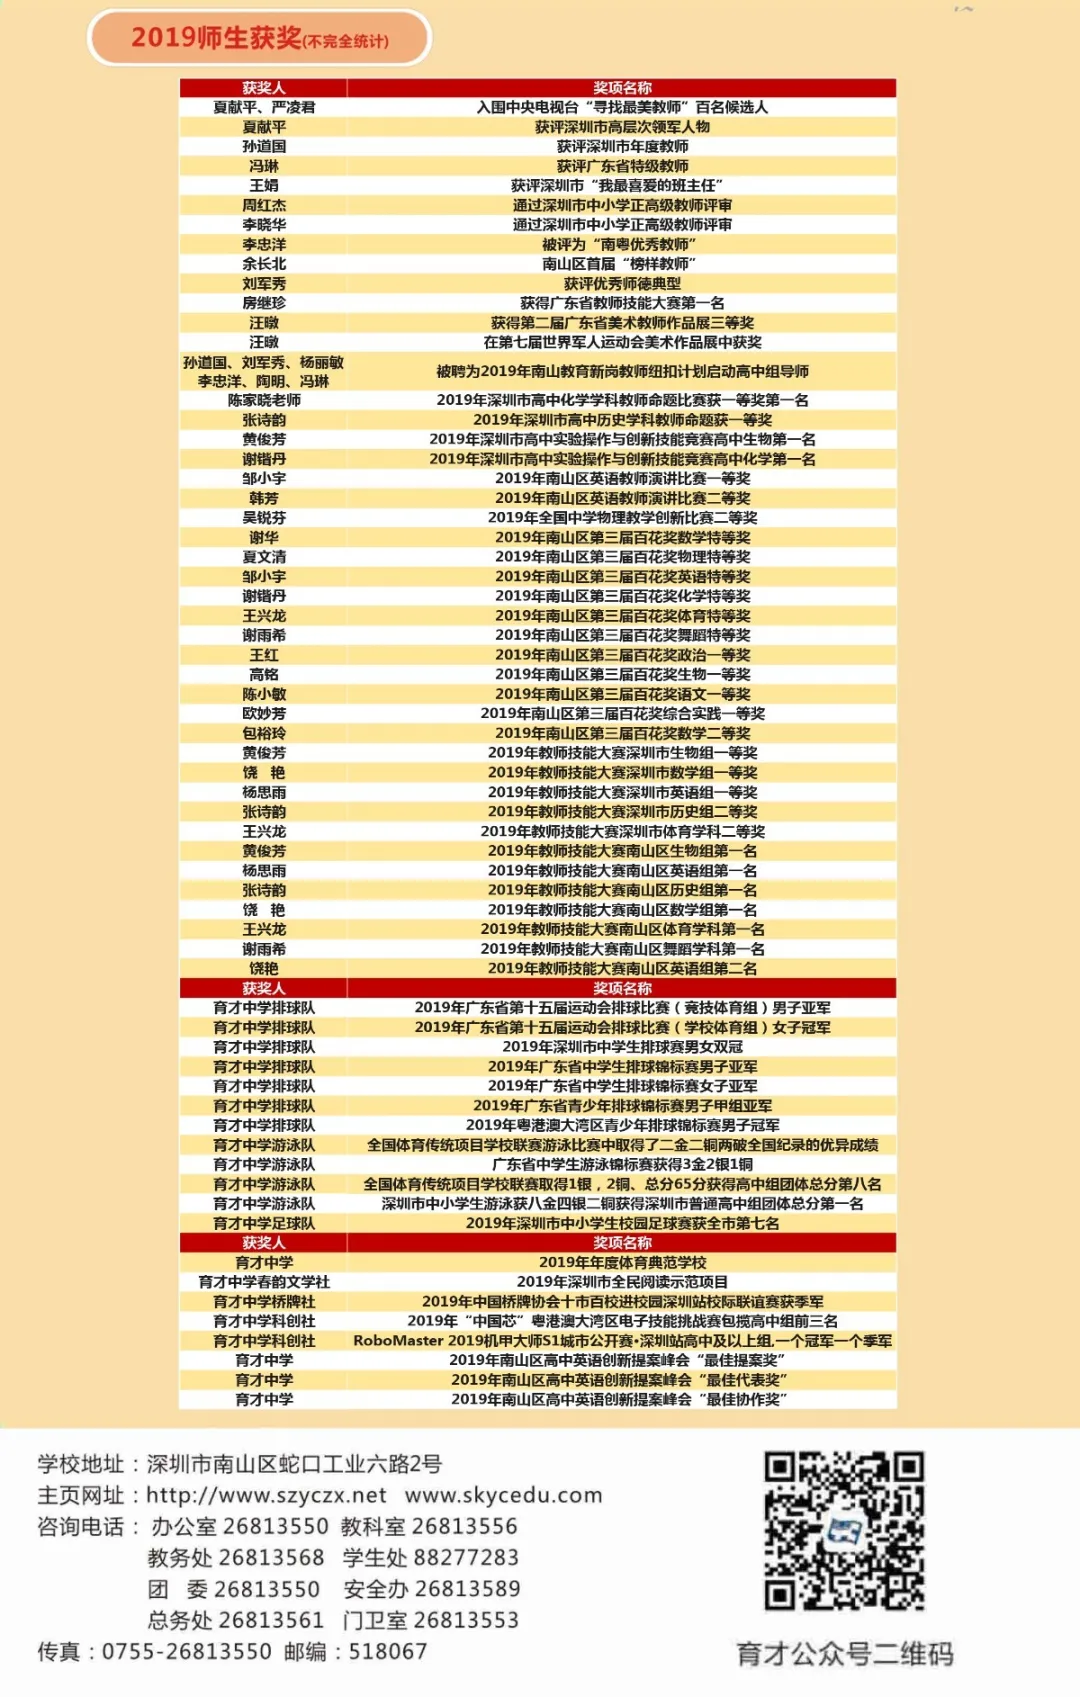 2019师生获奖(不完全统计)
获奖人 奖项名称
夏献平、严凌君 入围中央电视台“寻找最美教师”百名候选人
夏献平 获评深圳市高层次领军人物
孙道国 获评深圳市年度教师
冯琳 获评广东省特级教师
王娟 获评深圳市“我最喜爱的班主任”
周红杰 通过深圳市中小学正高级教师评审
李晓华 通过深圳市中小学正高级教师评审
李忠洋 被评为“南粤优秀教师”
余长北 南山区首届“榜样教师”
刘军秀 获评优秀师德典型
房继珍 获得广东省教师技能大赛第一名
汪暾 获得第二届广东省美术教师作品展三等奖
汪暾 在第七届世界军人运动会美术作品展中获奖
孙道国、刘军秀、杨丽敏
李忠洋、陶明、冯琳 被聘为2019年南山教育新岗教师纽扣计划启动高中组导师
陈家晓老师 2019年深圳市高中化学学科教师命题比赛获一等奖第一名
张诗韵 2019年深圳市高中历史学科教师命题获一等奖
黄俊芳 2019年深圳市高中实验操作与创新技能竞赛高中生物第一名
谢锴丹 2019年深圳市高中实验操作与创新技能竞赛高中化学第一名
邹小宇 2019年南山区英语教师演讲比赛一等奖
韩芳 2019年南山区英语教师演讲比赛二等奖
吴锐芬 2019年全国中学物理教学创新比赛二等奖
谢华 2019年南山区第三届百花奖数学特等奖
夏文清 2019年南山区第三届百花奖物理特等奖
邹小宇 2019年南山区第三届百花奖英语特等奖
谢锴丹 2019年南山区第三届百花奖化学特等奖
王兴龙 2019年南山区第三届百花奖体育特等奖
谢雨希 2019年南山区第三届百花奖舞蹈特等奖
王红 2019年南山区第三届百花奖政治一等奖
高铭 2019年南山区第三届百花奖生物一等奖
陈小敏 2019年南山区第三届百花奖语文一等奖
欧妙芳 2019年南山区第三届百花奖综合实践一等奖
包裕玲 2019年南山区第三届百花奖数学二等奖
黄俊芳 2019年教师技能大赛深圳市生物组一等奖
饶 艳 2019年教师技能大赛深圳市数学组一等奖
杨思雨 2019年教师技能大赛深圳市英语组一等奖
张诗韵 2019年教师技能大赛深圳市历史组二等奖
王兴龙 2019年教师技能大赛深圳市体育学科二等奖
黄俊芳 2019年教师技能大赛南山区生物组第一名
杨思雨 2019年教师技能大赛南山区英语组第一名
张诗韵 2019年教师技能大赛南山区历史组第一名
饶 艳 2019年教师技能大赛南山区数学组第一名
王兴龙 2019年教师技能大赛南山区体育学科第一名
谢雨希 2019年教师技能大赛南山区舞蹈学科第一名
饶艳 2019年教师技能大赛南山区英语组第二名
获奖人 奖项名称
育才中学排球队 2019年广东省第十五届运动会排球比赛（竞技体育组）男子亚军
育才中学排球队 2019年广东省第十五届运动会排球比赛（学校体育组）女子冠军
育才中学排球队 2019年深圳市中学生排球赛男女双冠
育才中学排球队 2019年广东省中学生排球锦标赛男子亚军
育才中学排球队 2019年广东省中学生排球锦标赛女子亚军
育才中学排球队 2019年广东省青少年排球锦标赛男子甲组亚军
育才中学排球队 2019年粤港澳大湾区青少年排球锦标赛男子冠军
育才中学游泳队 全国体育传统项目学校联赛游泳比赛中取得了二金二铜两破全国纪录的优异成绩
育才中学游泳队 广东省中学生游泳锦标赛获得3金2银1铜
育才中学游泳队 全国体育传统项目学校联赛取得1银，2铜、总分65分获得高中组团体总分第八名
育才中学游泳队 深圳市中小学生游泳获八金四银二铜获得深圳市普通高中组团体总分第一名
育才中学足球队 2019年深圳市中小学生校园足球赛获全市第七名
获奖人 奖项名称
育才中学 2019年年度体育典范学校
育才中学春韵文学社 2019年深圳市全民阅读示范项目
育才中学桥牌社 2019年中国桥牌协会十市百校进校园深圳站校际联谊赛获季军
育才中学科创社 2019年“中国芯”粤港澳大湾区电子技能挑战赛包揽高中组前三名
育才中学科创社 RoboMaster 2019机甲大师S1城市公开赛·深圳站高中及以上组,一个冠军一个季军
育才中学 2019年南山区高中英语创新提案峰会“最佳提案奖”
育才中学 2019年南山区高中英语创新提案峰会“最佳代表奖”
育才中学 2019年南山区高中英语创新提案峰会“最佳协作奖”
学校地址：深圳市南山区蛇口工业六路2号
主页网址：http://www.szyczx.net www.skycedu.com
咨询电话： 办公室 26813550 教科室 26813556
教务处 26813568 学生处 88277283
团 委 26813550 安全办 26813589
总务处 26813561 门卫室 26813553
传真：0755-26813550 邮编：518067
育才公众号二维码